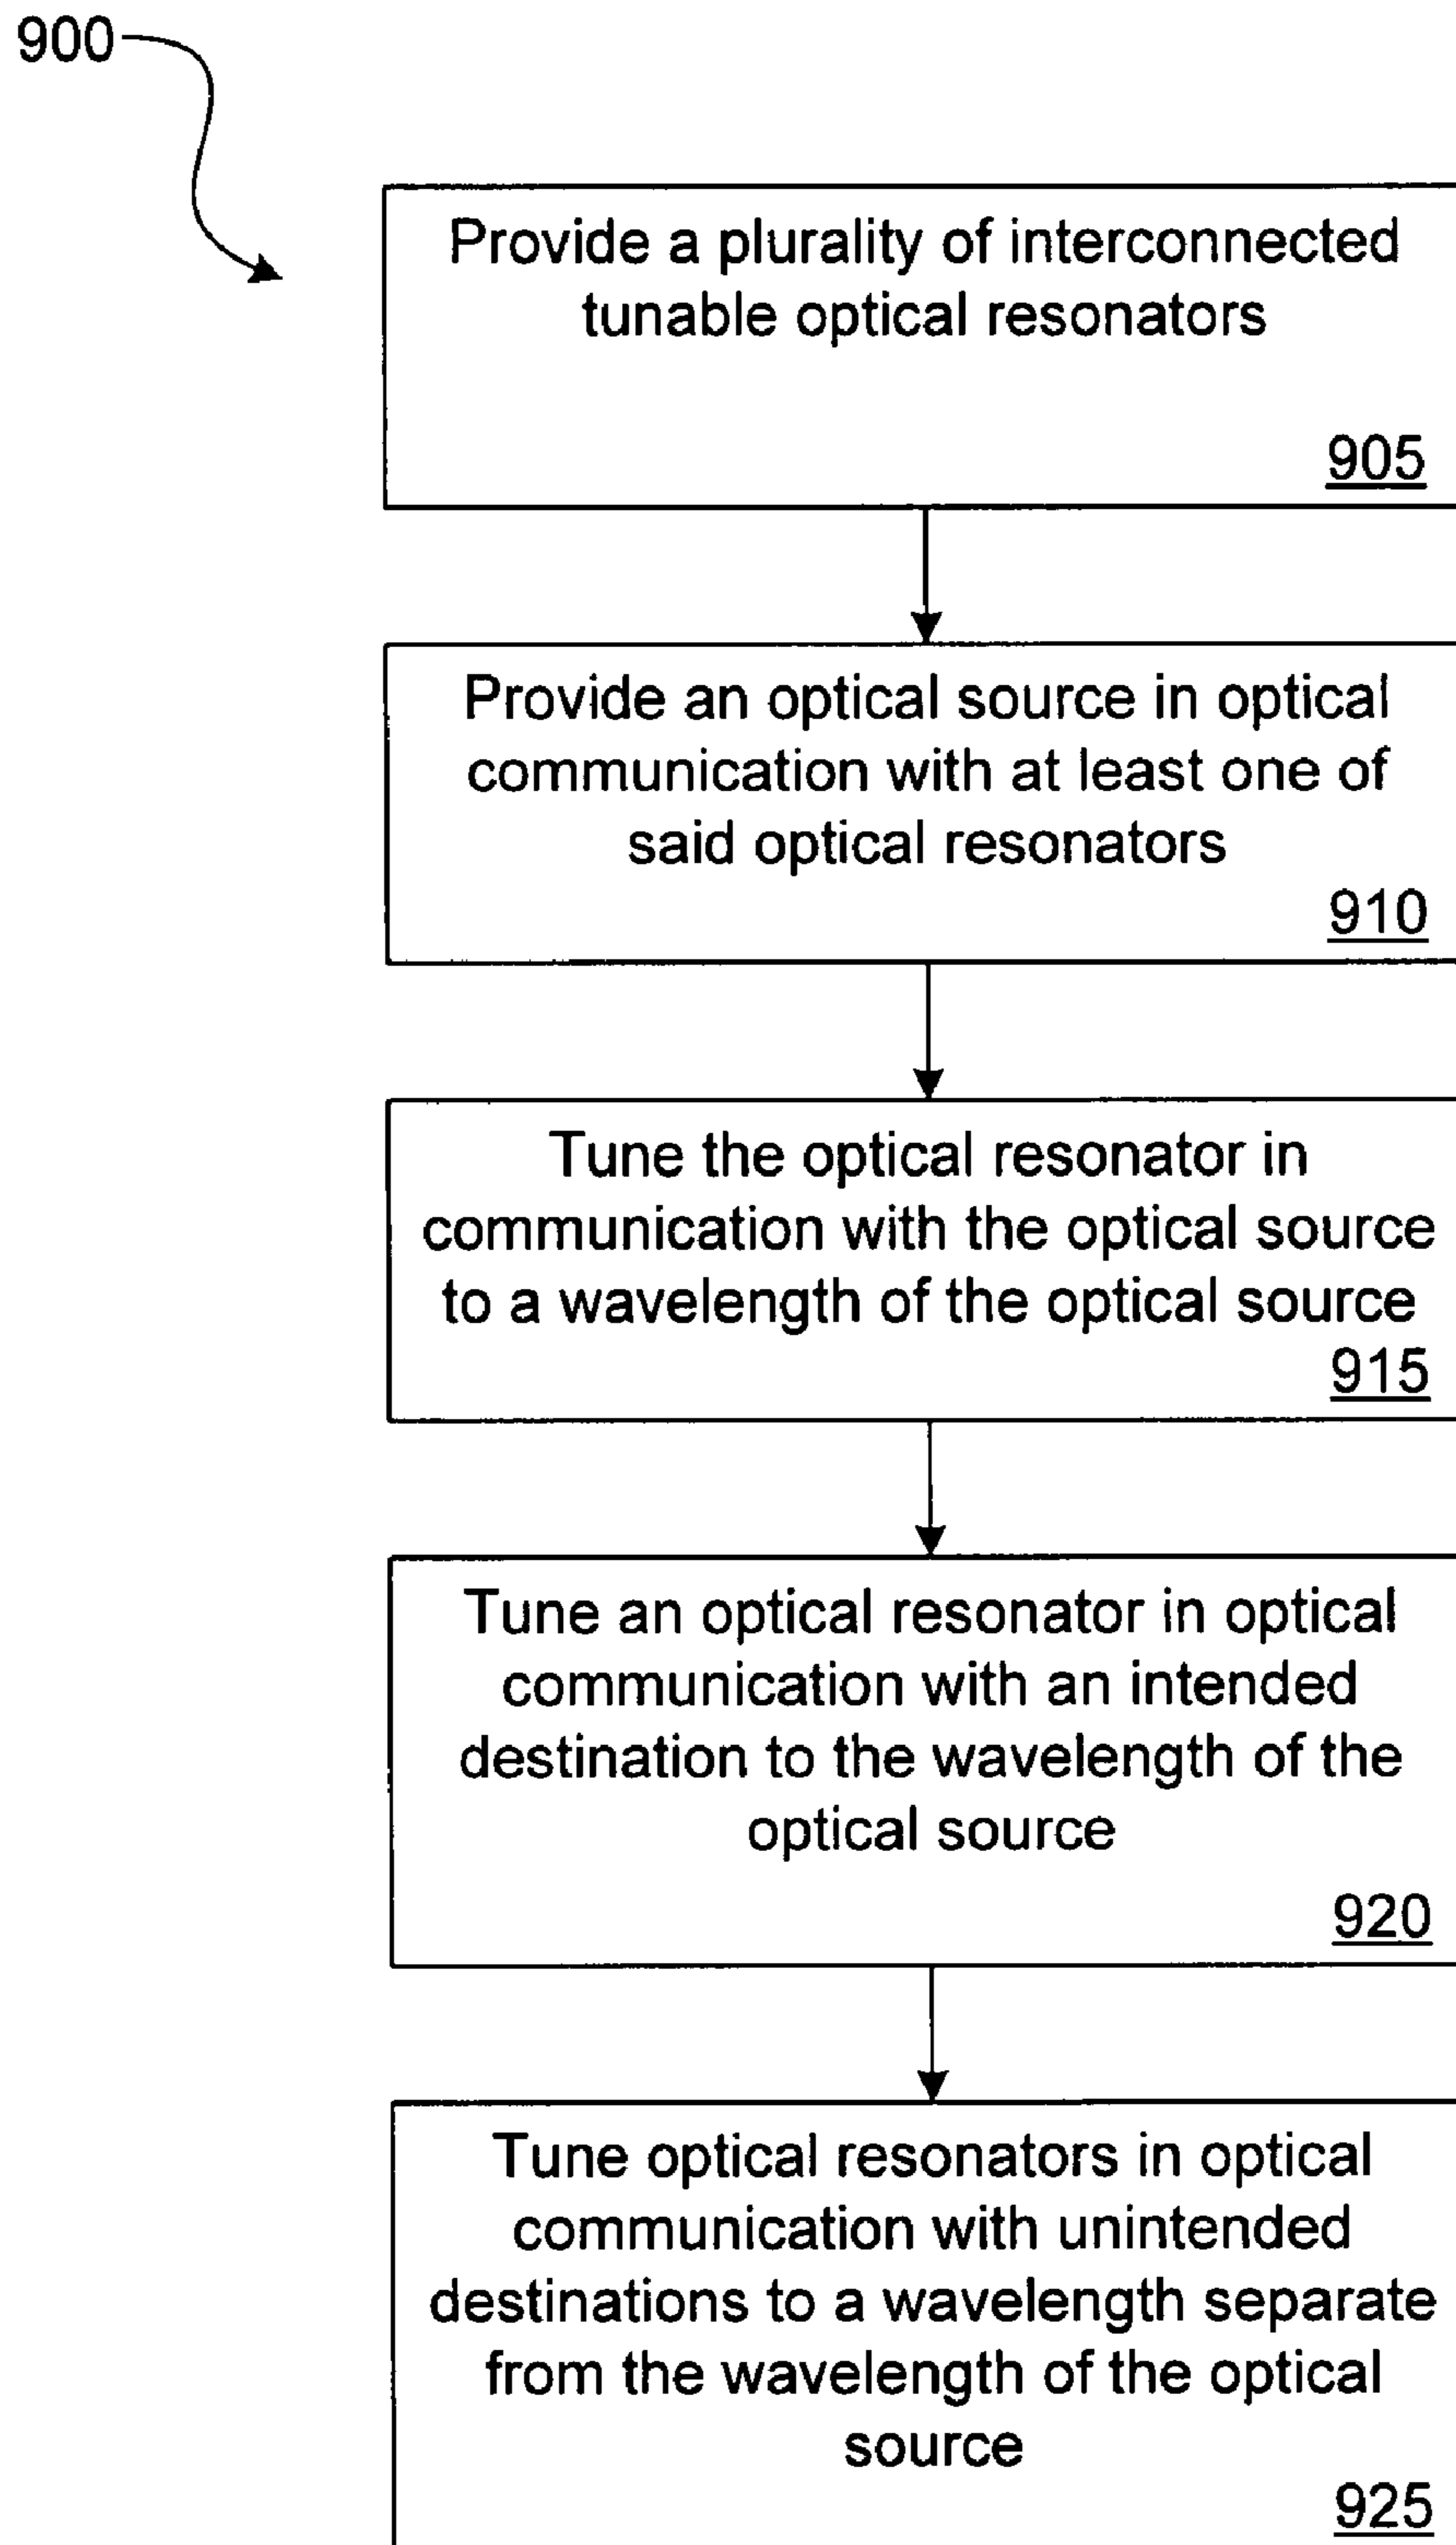 900
Provide a plurality of interconnected
tunable optical resonators
905
Provide an optical source in optical
communication with at least one of
said optical resonators
910
Tune the optical resonator in
communication with the optical source
to a wavelength of the optical source
915
Tune an optical resonator in optical
communication with an intended
destination to the wavelength of the
optical source
920
Tune optical resonators in optical
communication with unintended
destinations to a wavelength separate
from the wavelength of the optical
source
925